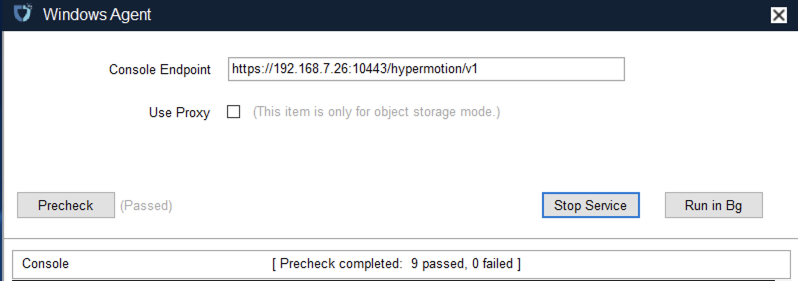 Windows Agent
Console Endpoint https://192.168.7.26:10443/hypermotion/v1
Use Proxy (This item is only for object storage mode.)
Precheck (Passed) Stop Service Run in Bg
Console [ Precheck completed: 9 passed, 0 failed ]